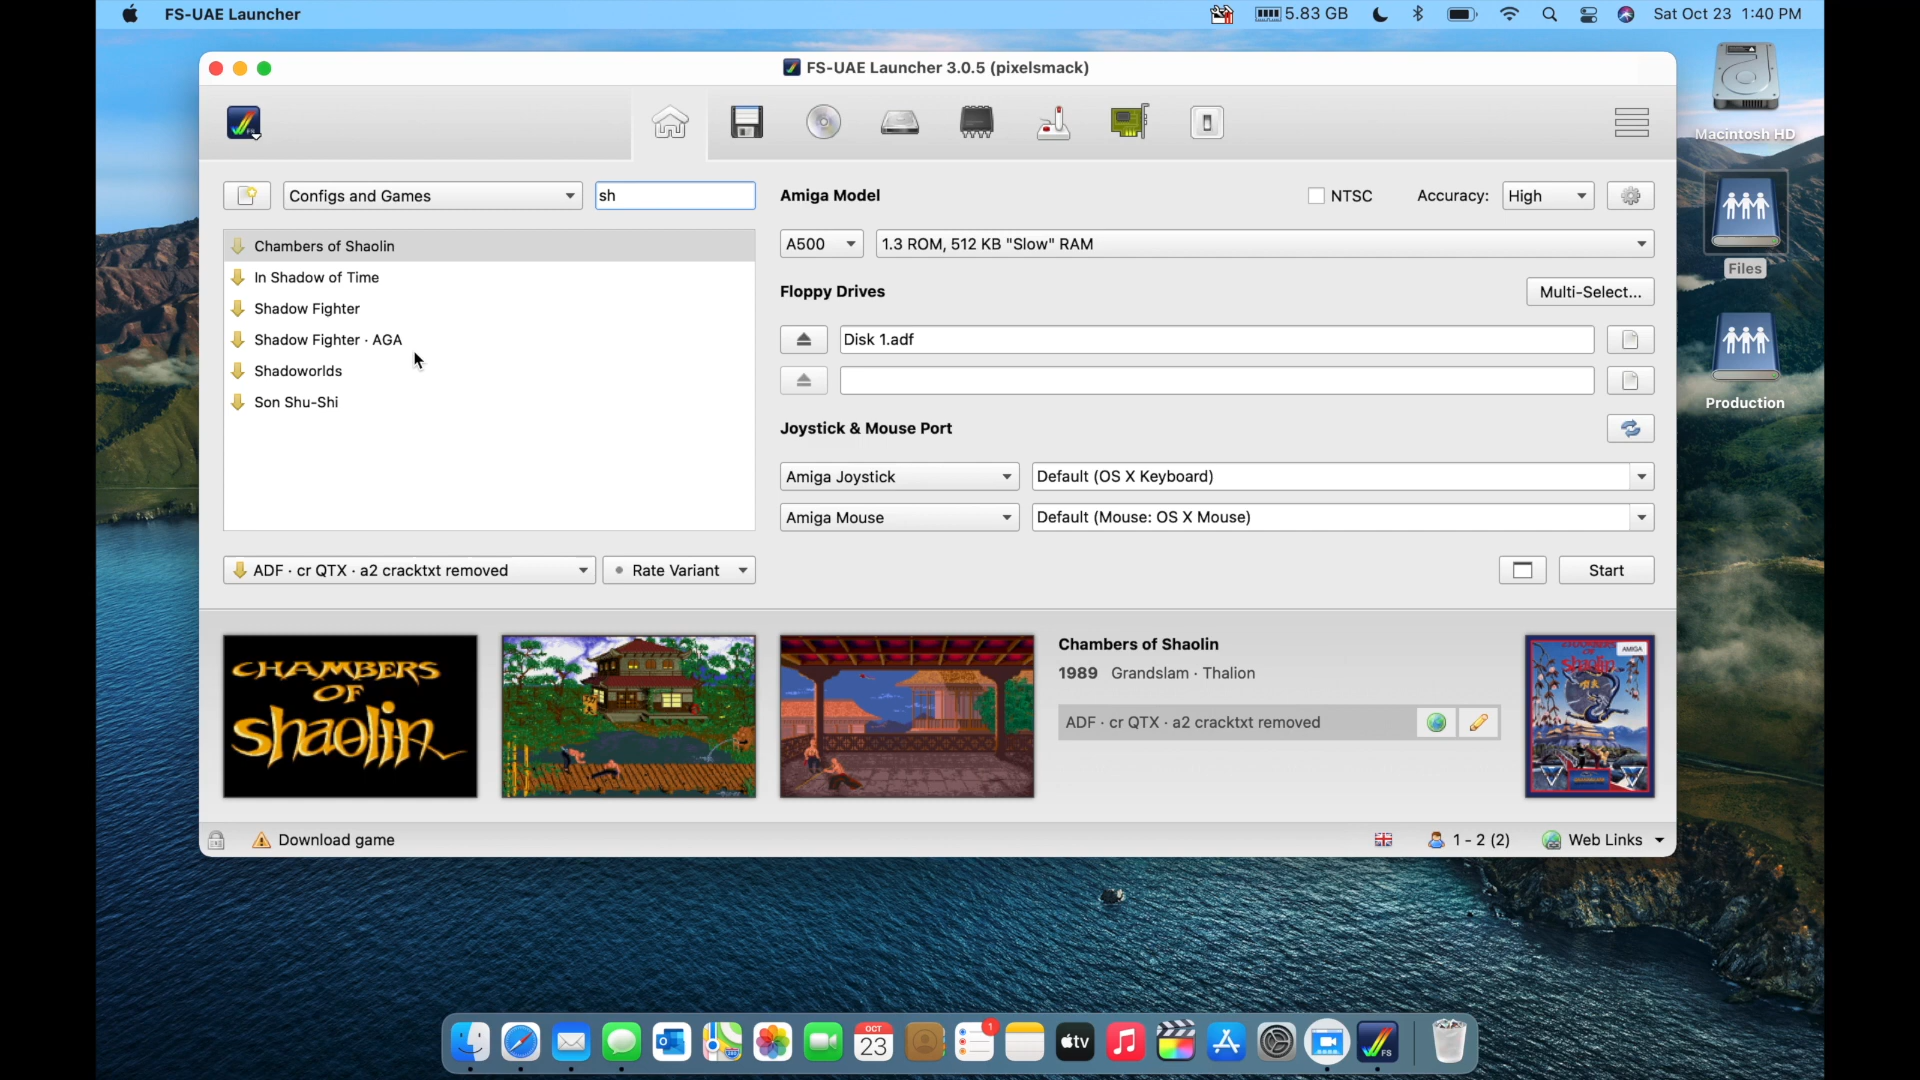 FS-UAE Launcher
5.83 GB
Sat Oct 23 1:40 PM
FS-UAE Launcher 3.0.5 (pixelsmack)
Macintosh HD
Configs and Games
sh
Amiga Model
NTSC
Accuracy:
High
Chambers of Shaolin
In Shadow of Time
Shadow Fighter
Shadow Fighter · AGA
Shadoworlds
Son Shu-Shi
A500
1.3 ROM, 512 KB "Slow" RAM
Files
Floppy Drives
Multi-Select...
Disk 1.adf
Production
Joystick & Mouse Port
Amiga Joystick
Default (OS X Keyboard)
Amiga Mouse
Default (Mouse: OS X Mouse)
ADF · cr QTX · a2 cracktxt removed
Rate Variant
Start
CHAMBERS
OF
Shaolin
Chambers of Shaolin
1989 Grandslam · Thalion
ADF · cr QTX · a2 cracktxt removed
AMIGA
shaolin
Download game
1 - 2 (2)
Web Links
OCT
23
1
tv
FS